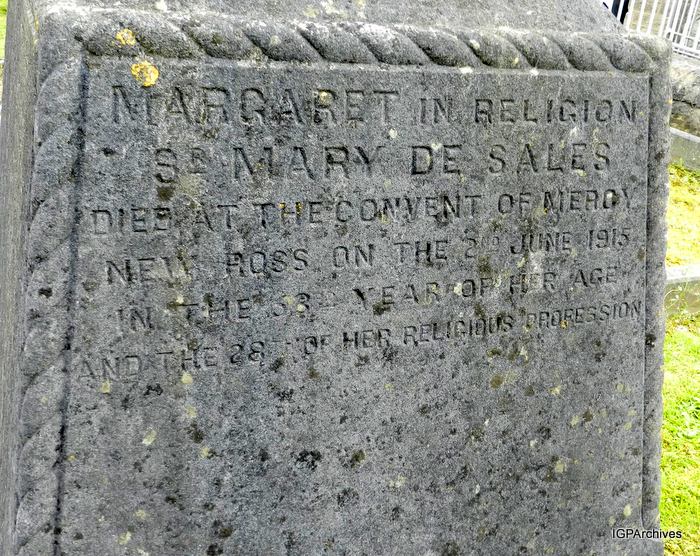 MARGARET IN RELIGION
SR MARY DE SALES
DIED AT THE CONVENT OF MERCY
NEW ROSS ON THE 2ND JUNE 1915
IN THE 53RD YEAR OF HER AGE
AND THE 28TH OF HER RELIGIOUS PROFESSION
IGPArchives